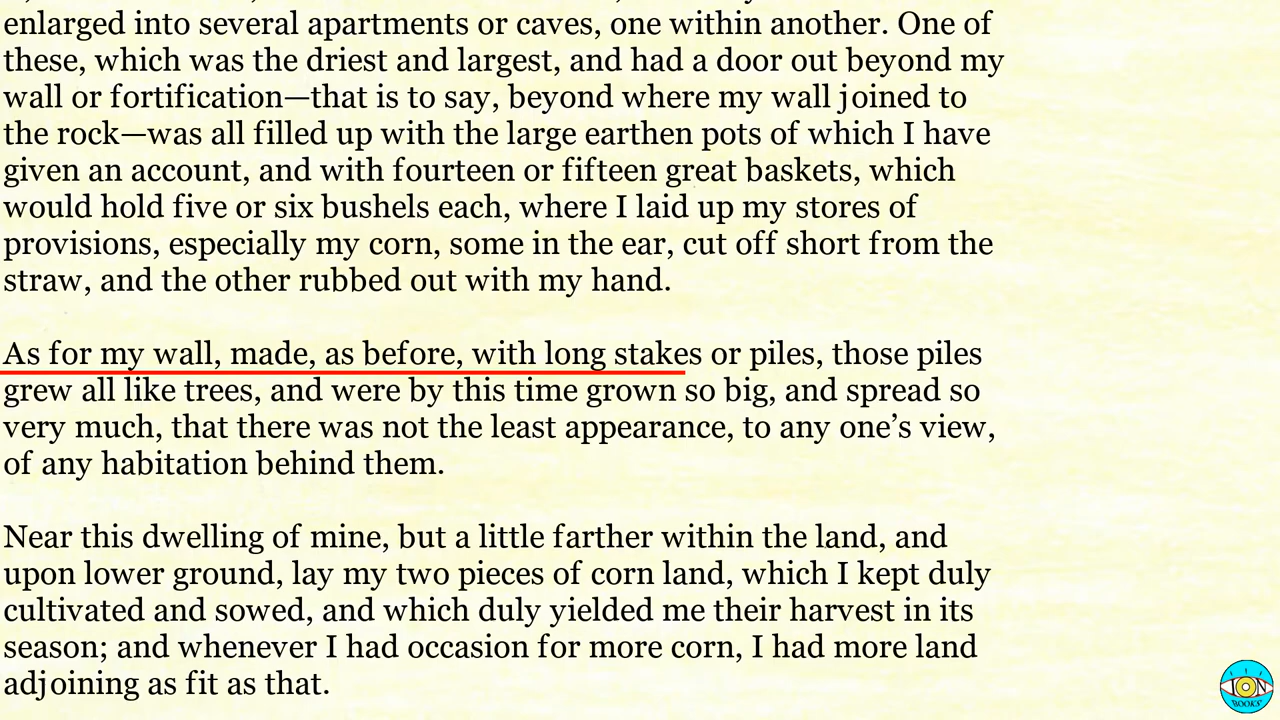 enlarged into several apartments or caves, one within another. One of
these, which was the driest and largest, and had a door out beyond my
wall or fortification—that is to say, beyond where my wall joined to
the rock—was all filled up with the large earthen pots of which I have
given an account, and with fourteen or fifteen great baskets, which
would hold five or six bushels each, where I laid up my stores of
provisions, especially my corn, some in the ear, cut off short from the
straw, and the other rubbed out with my hand.
As for my wall, made, as before, with long stakes or piles, those piles
grew all like trees, and were by this time grown so big, and spread so
very much, that there was not the least appearance, to any one’s view,
of any habitation behind them.
Near this dwelling of mine, but a little farther within the land, and
upon lower ground, lay my two pieces of corn land, which I kept duly
cultivated and sowed, and which duly yielded me their harvest in its
season; and whenever I had occasion for more corn, I had more land
adjoining as fit as that.
ION
BOOKS